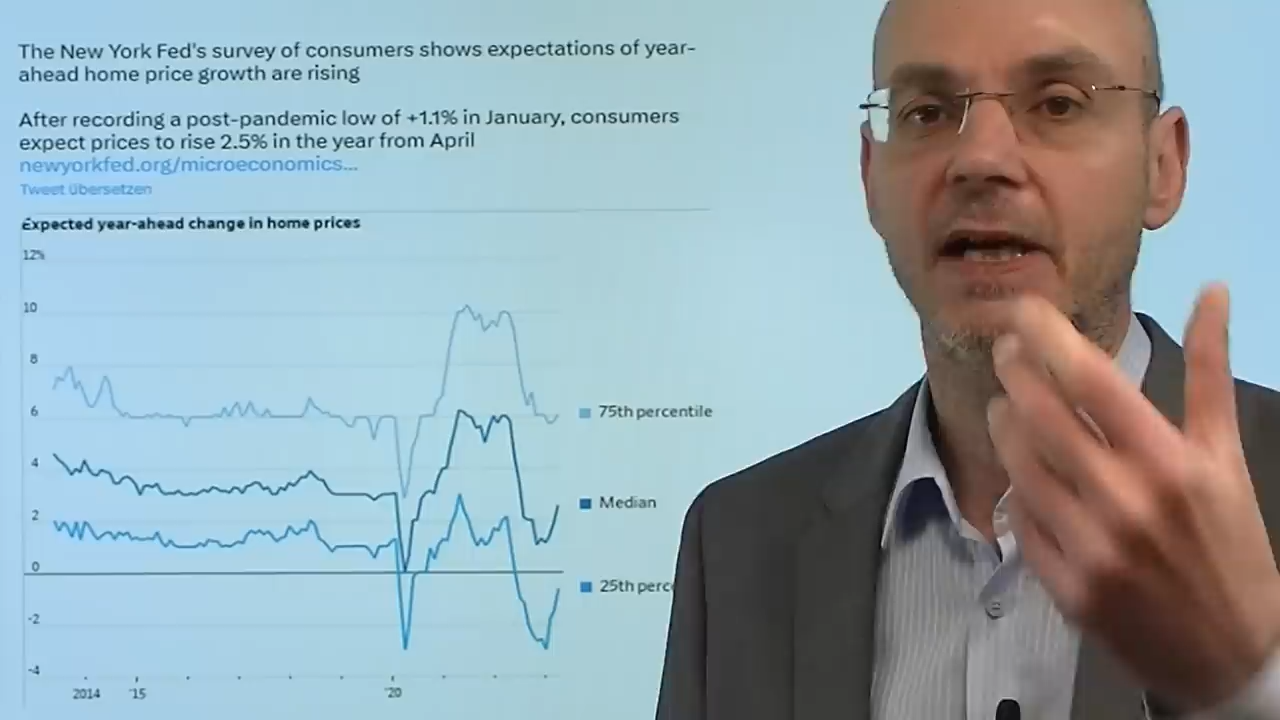 The New York Fed's survey of consumers shows expectations of year-
ahead home price growth are rising
After recording a post-pandemic low of +1.1% in January, consumers
expect prices to rise 2.5% in the year from April
newyorkfed.org/microeconomics...
Tweet übersetzen
Expected year-ahead change in home prices
12%
10
8
6
4
2
0
-2
-4
2014 '15 '20
75th percentile
Median
25th perce